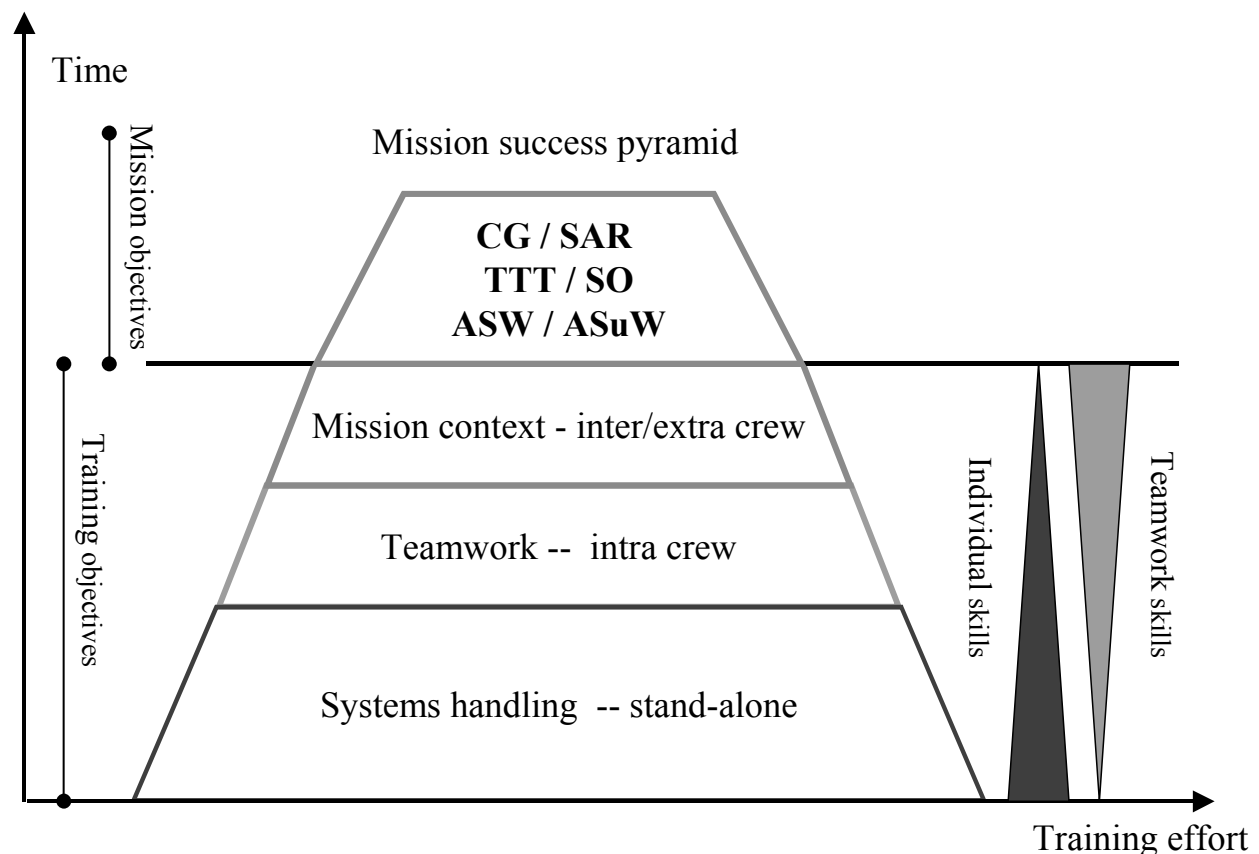 Time
Mission objectives
Mission success pyramid
CG / SAR
TTT / SO
ASW / ASuW
Mission context - inter/extra crew
Training objectives
Teamwork -- intra crew
Individual skills
Teamwork skills
Systems handling -- stand-alone
Training effort